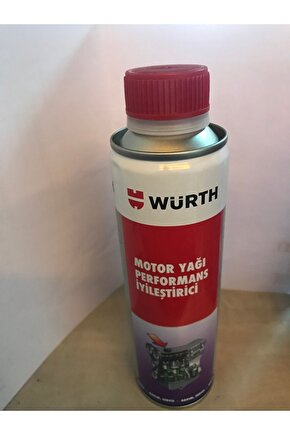 WÜRTH
MOTOR YAĞI
PERFORMANS
İYİLEŞTİRİCİ